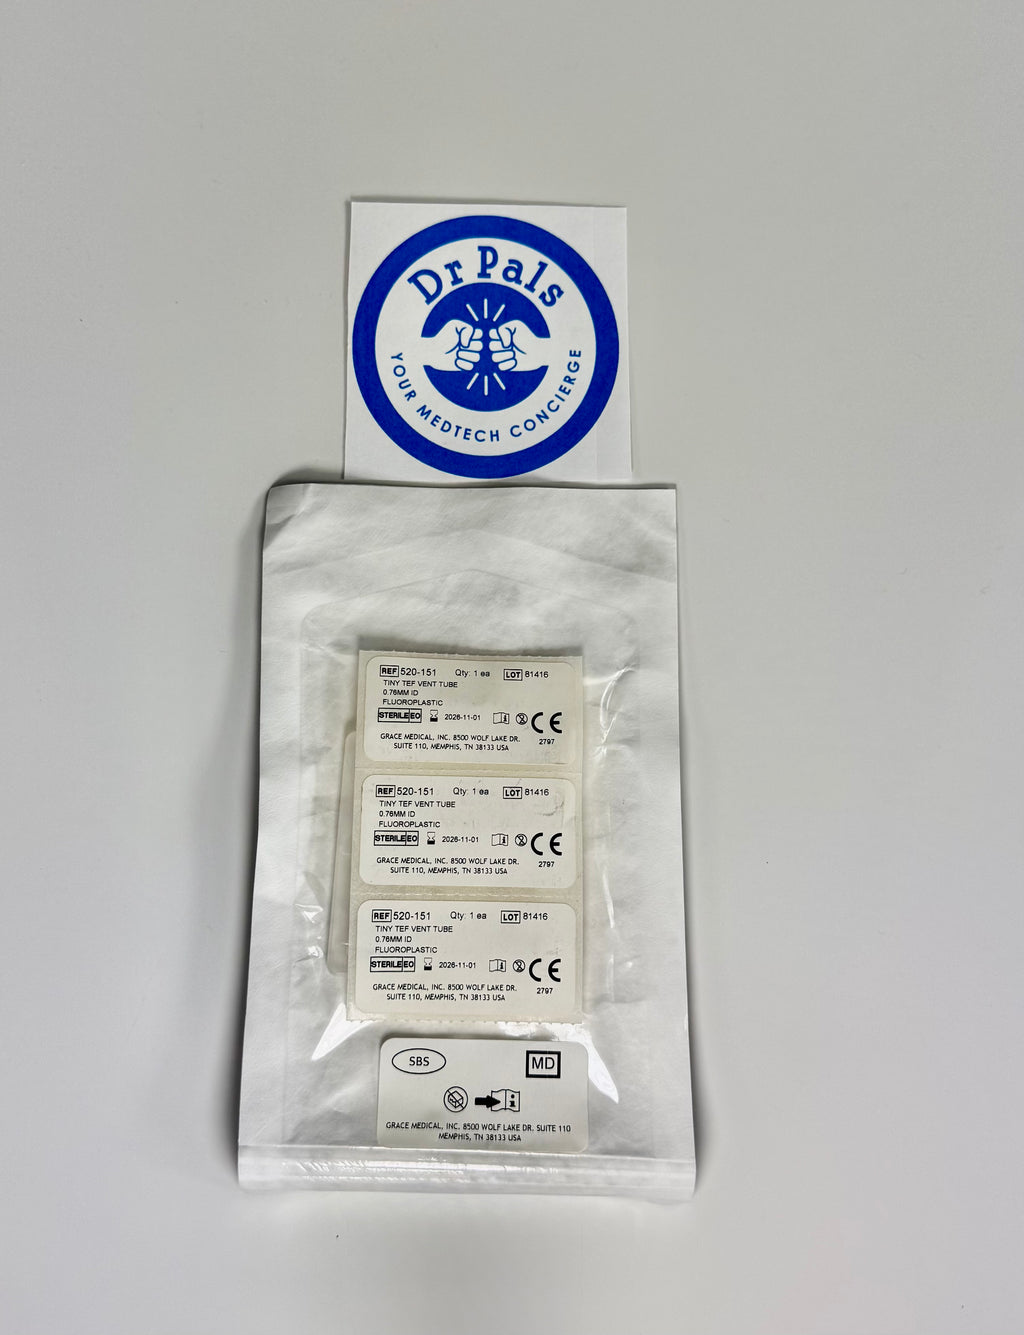 Dr Pals
YOUR MEDTECH CONCIERGE
REF 520-151 Qty: 1 ea LOT 81416
TINY TEF VENT TUBE
0.76MM ID
FLUOROPLASTIC
STERILE EO 2026-11-01 CE
2797
GRACE MEDICAL, INC. 8500 WOLF LAKE DR.
SUITE 110, MEMPHIS, TN 38133 USA
REF 520-151 Qty: 1 ea LOT 81416
TINY TEF VENT TUBE
0.76MM ID
FLUOROPLASTIC
STERILE EO 2026-11-01 CE
2797
GRACE MEDICAL, INC. 8500 WOLF LAKE DR.
SUITE 110, MEMPHIS, TN 38133 USA
REF 520-151 Qty: 1 ea LOT 81416
TINY TEF VENT TUBE
0.76MM ID
FLUOROPLASTIC
STERILE EO 2026-11-01 CE
2797
GRACE MEDICAL, INC. 8500 WOLF LAKE DR.
SUITE 110, MEMPHIS, TN 38133 USA
SBS MD
GRACE MEDICAL, INC. 8500 WOLF LAKE DR. SUITE 110
MEMPHIS, TN 38133 USA